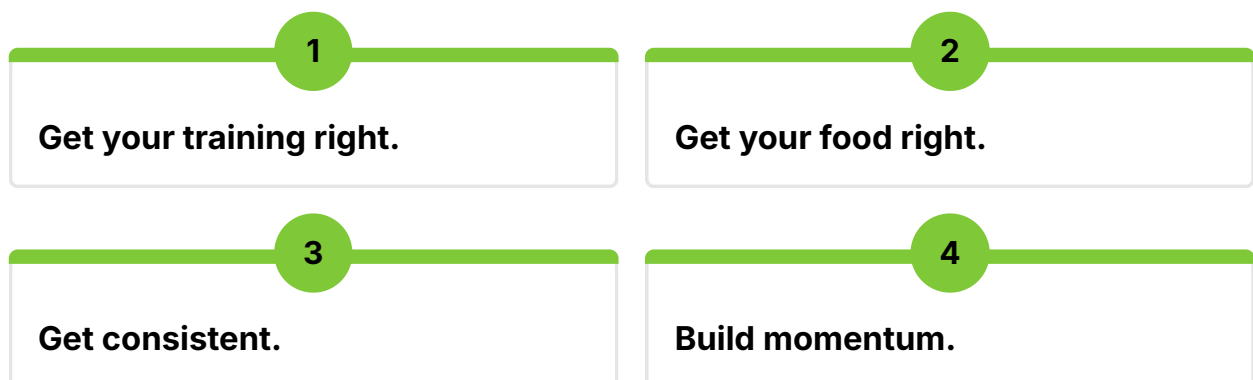 1
Get your training right.
2
Get your food right.
3
Get consistent.
4
Build momentum.